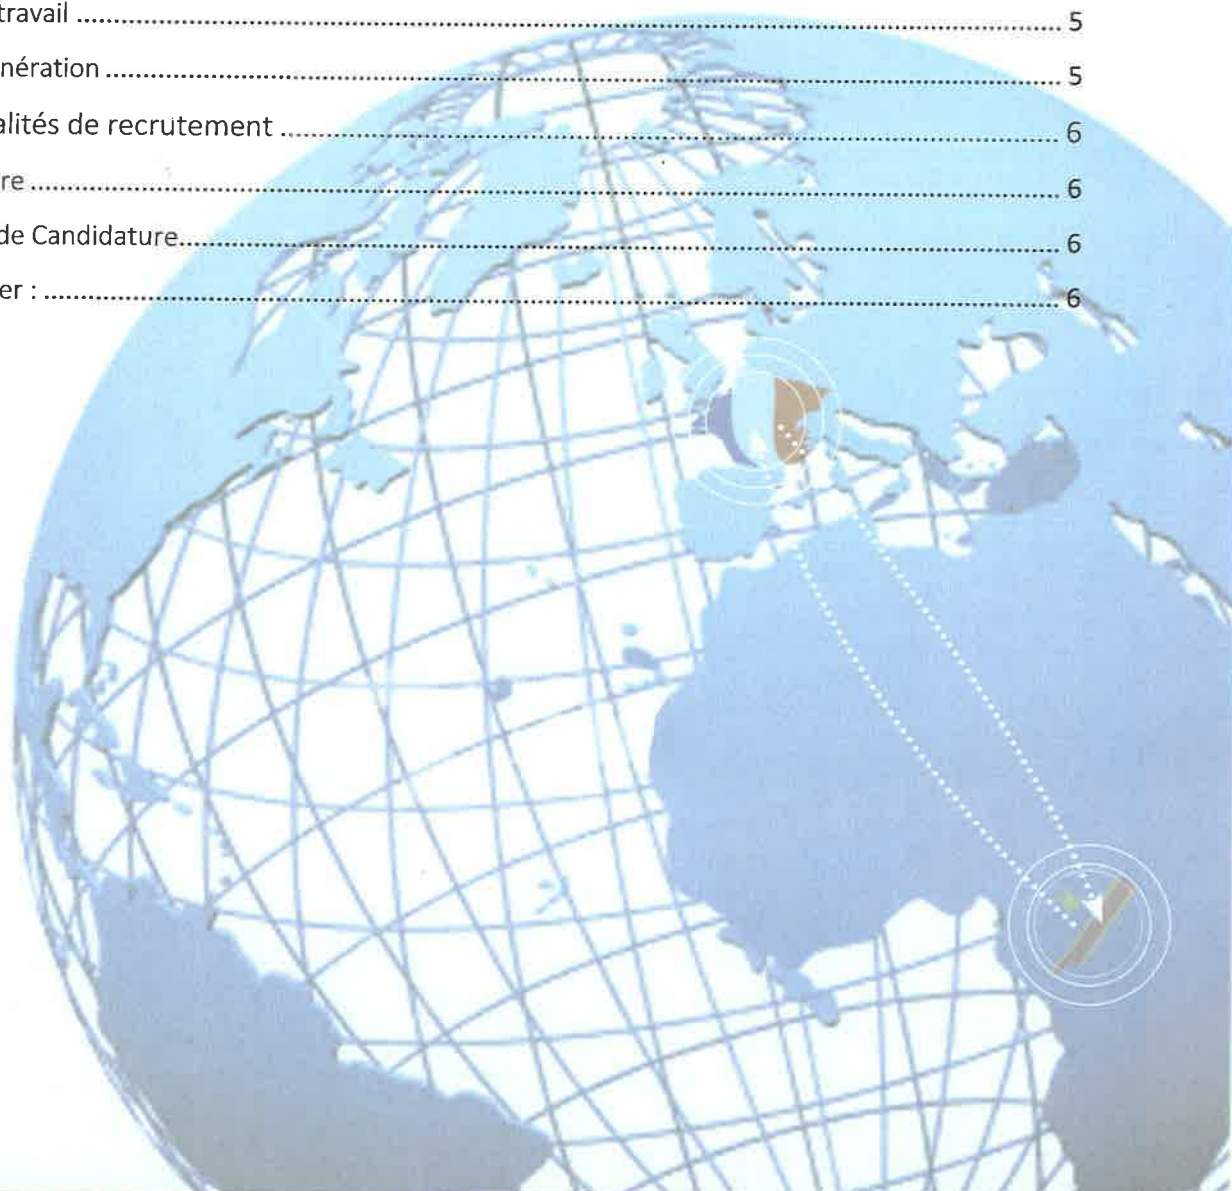 travail ........ 5
nération ........ 5
alités de recrutement ........ 6
re ........ 6
de Candidature ........ 6
er : ........ 6